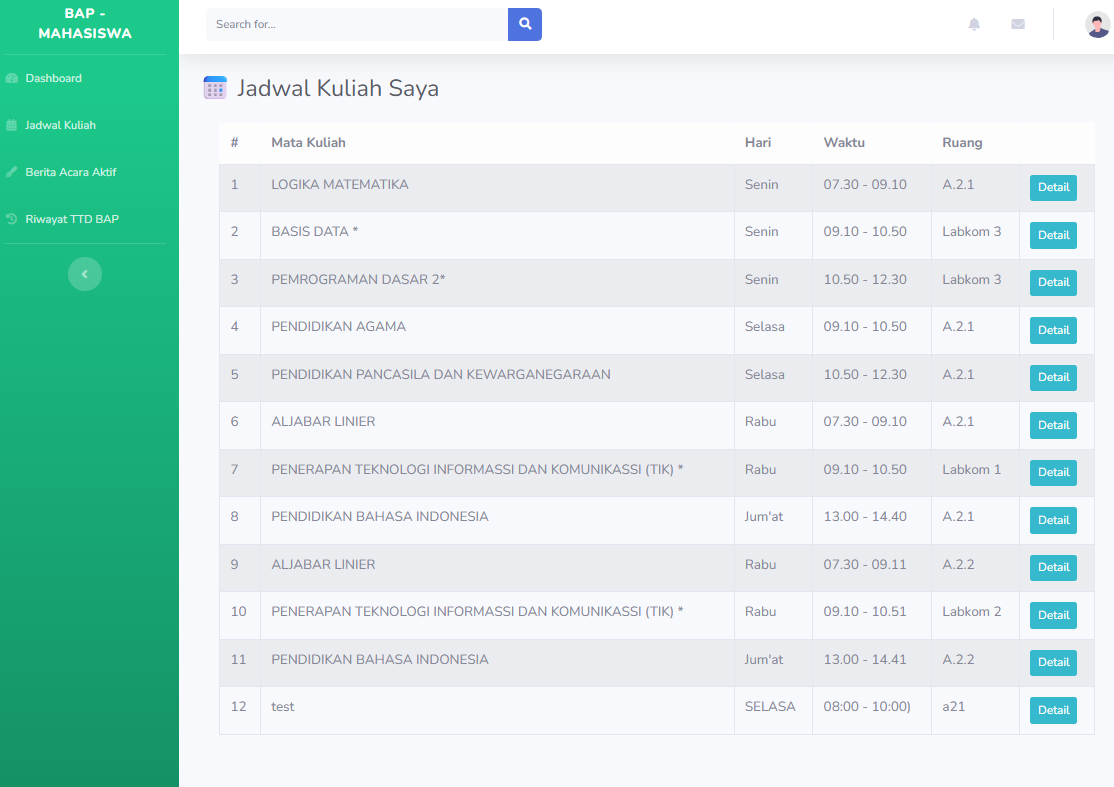 BAP -
MAHASISWA
Dashboard
Jadwal Kuliah
Berita Acara Aktif
Riwayat TTD BAP
Search for...
Jadwal Kuliah Saya
# Mata Kuliah Hari Waktu Ruang
1 LOGIKA MATEMATIKA Senin 07.30 - 09.10 A.2.1 Detail
2 BASIS DATA * Senin 09.10 - 10.50 Labkom 3 Detail
3 PEMROGRAMAN DASAR 2* Senin 10.50 - 12.30 Labkom 3 Detail
4 PENDIDIKAN AGAMA Selasa 09.10 - 10.50 A.2.1 Detail
5 PENDIDIKAN PANCASILA DAN KEWARGANEGARAAN Selasa 10.50 - 12.30 A.2.1 Detail
6 ALJABAR LINIER Rabu 07.30 - 09.10 A.2.1 Detail
7 PENERAPAN TEKNOLOGI INFORMASSI DAN KOMUNIKASSI (TIK) * Rabu 09.10 - 10.50 Labkom 1 Detail
8 PENDIDIKAN BAHASA INDONESIA Jum'at 13.00 - 14.40 A.2.1 Detail
9 ALJABAR LINIER Rabu 07.30 - 09.11 A.2.2 Detail
10 PENERAPAN TEKNOLOGI INFORMASSI DAN KOMUNIKASSI (TIK) * Rabu 09.10 - 10.51 Labkom 2 Detail
11 PENDIDIKAN BAHASA INDONESIA Jum'at 13.00 - 14.41 A.2.2 Detail
12 test SELASA 08:00 - 10:00) a21 Detail